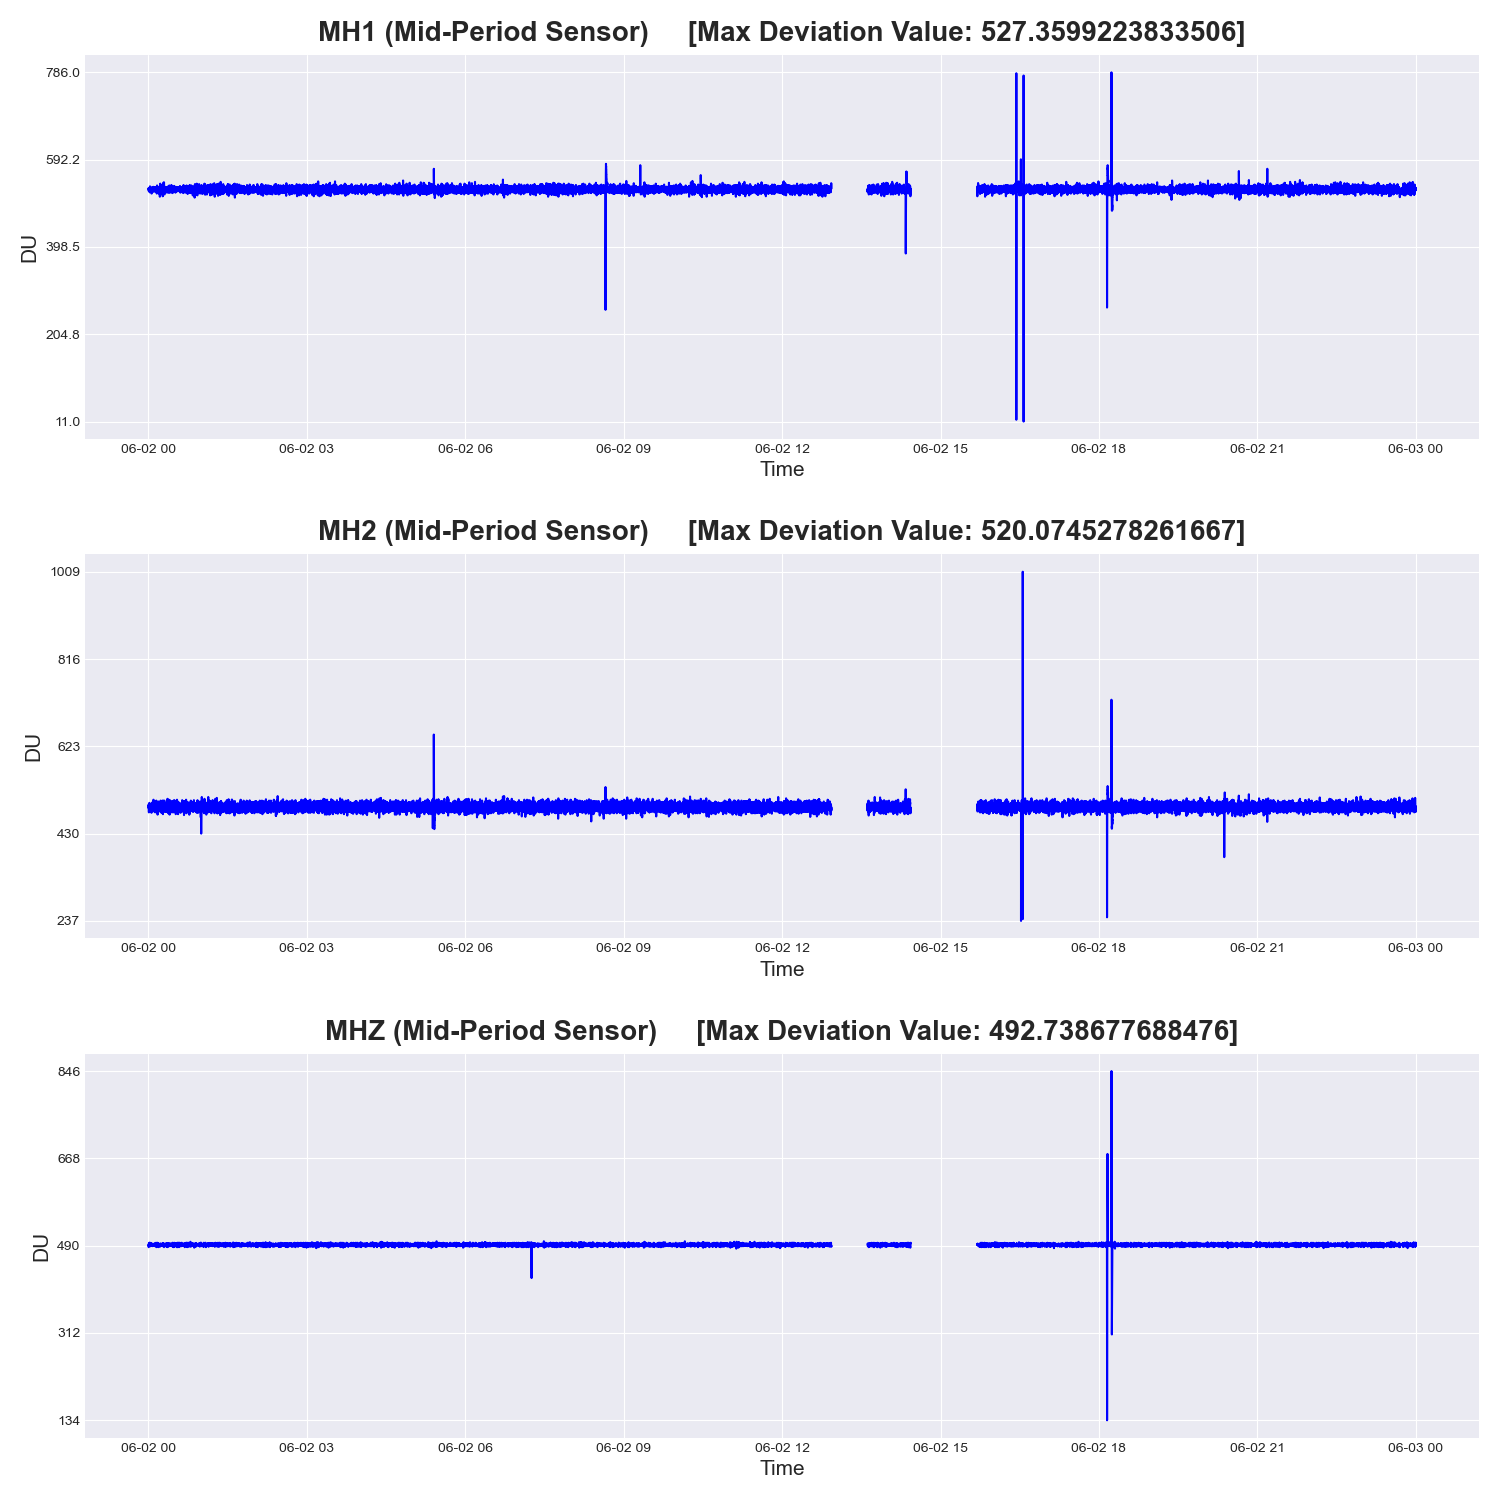 MH1 (Mid-Period Sensor) [Max Deviation Value: 527.3599223833506]
786.0
592.2
398.5
204.8
11.0
DU
06-02 00 06-02 03 06-02 06 06-02 09 06-02 12 06-02 15 06-02 18 06-02 21 06-03 00
Time
MH2 (Mid-Period Sensor) [Max Deviation Value: 520.0745278261667]
1009
816
623
430
237
DU
06-02 00 06-02 03 06-02 06 06-02 09 06-02 12 06-02 15 06-02 18 06-02 21 06-03 00
Time
MHZ (Mid-Period Sensor) [Max Deviation Value: 492.738677688476]
846
668
490
312
134
DU
06-02 00 06-02 03 06-02 06 06-02 09 06-02 12 06-02 15 06-02 18 06-02 21 06-03 00
Time